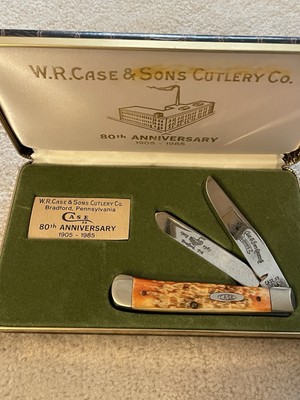 W.R. CASE & SONS CUTLERY CO.
80th ANNIVERSARY
1905 - 1985
W.R. CASE & SONS CUTLERY CO.
Bradford, Pennsylvania
CASE
80th ANNIVERSARY
1905 - 1985
CASE